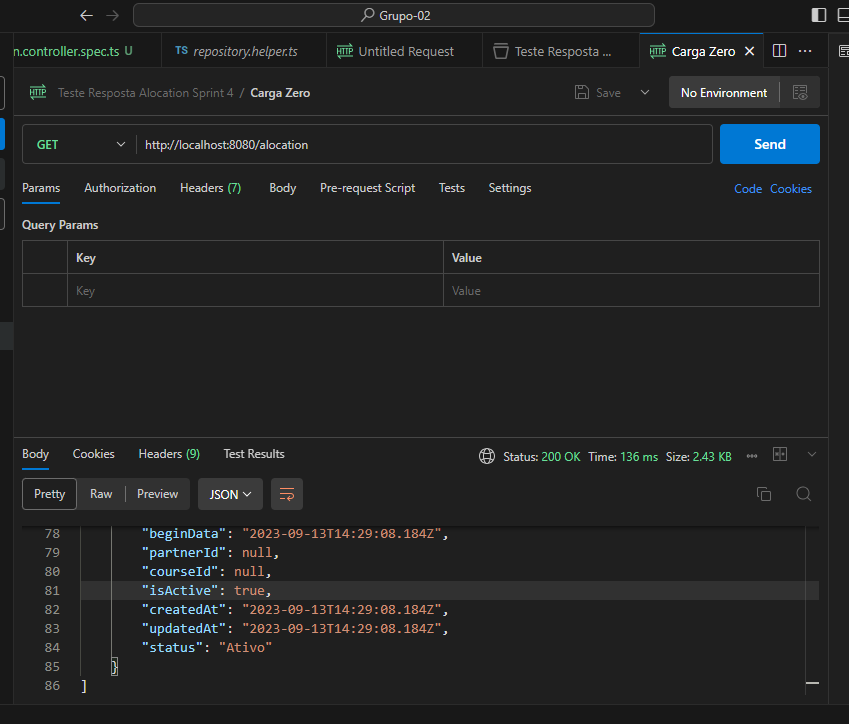 Grupo-02
n.controller.spec.ts U
TS repository.helper.ts
HTTP Untitled Request
Teste Resposta ...
HTTP Carga Zero
HTTP Teste Resposta Alocation Sprint 4 / Carga Zero
Save
No Environment
GET
http://localhost:8080/alocation
Send
Params Authorization Headers (7) Body Pre-request Script Tests Settings
Code Cookies
Query Params
Key Value
Key Value
Body Cookies Headers (9) Test Results
Status: 200 OK Time: 136 ms Size: 2.43 KB
Pretty Raw Preview JSON
78 "beginData": "2023-09-13T14:29:08.184Z",
79 "partnerId": null,
80 "courseId": null,
81 "isActive": true,
82 "createdAt": "2023-09-13T14:29:08.184Z",
83 "updatedAt": "2023-09-13T14:29:08.184Z",
84 "status": "Ativo"
85 }
86 ]